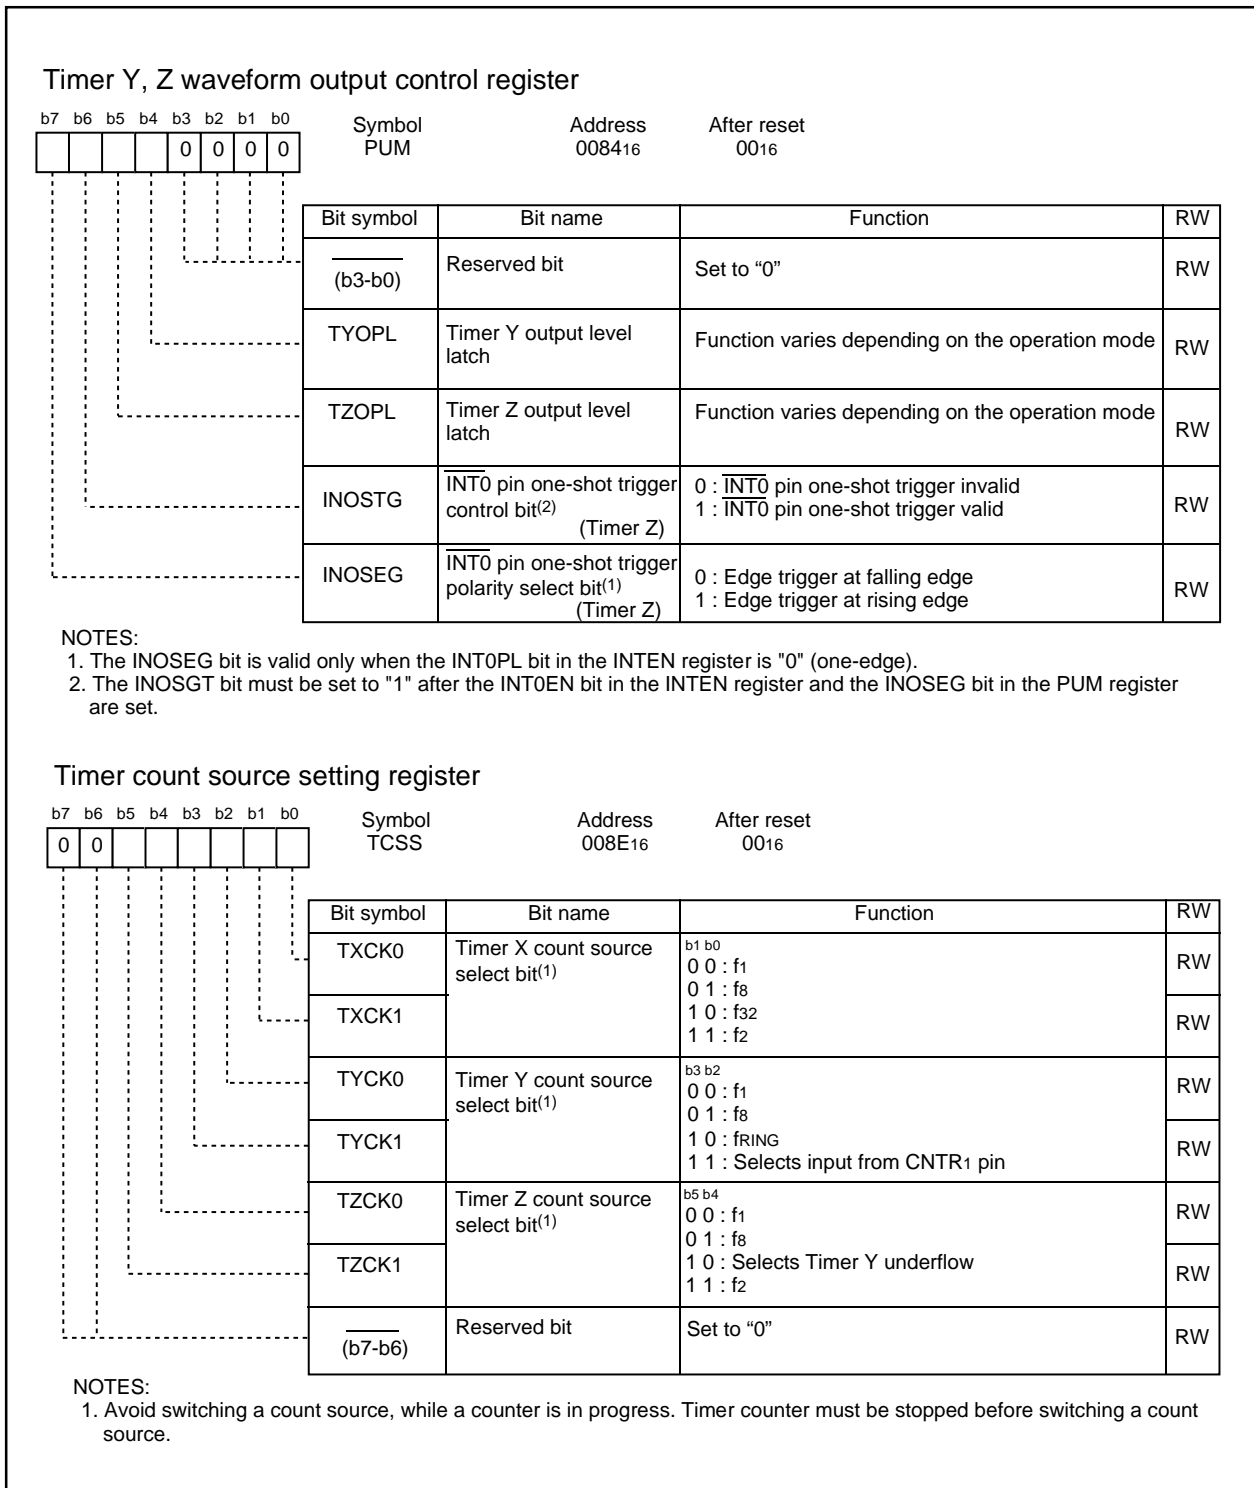 Timer Y, Z waveform output control register
b7 b6 b5 b4 b3 b2 b1 b0
0 0 0 0
Symbol Address After reset
PUM 008416 0016
Bit symbol Bit name Function RW
(b3-b0) Reserved bit Set to “0” RW
TYOPL Timer Y output level latch Function varies depending on the operation mode RW
TZOPL Timer Z output level latch Function varies depending on the operation mode RW
INOSTG INT0 pin one-shot trigger control bit(2) (Timer Z)
0 : INT0 pin one-shot trigger invalid
1 : INT0 pin one-shot trigger valid
RW
INOSEG INT0 pin one-shot trigger polarity select bit(1) (Timer Z)
0 : Edge trigger at falling edge
1 : Edge trigger at rising edge
RW
NOTES:
1. The INOSEG bit is valid only when the INT0PL bit in the INTEN register is "0" (one-edge).
2. The INOSGT bit must be set to "1" after the INT0EN bit in the INTEN register and the INOSEG bit in the PUM register
are set.
Timer count source setting register
b7 b6 b5 b4 b3 b2 b1 b0
0 0
Symbol Address After reset
TCSS 008E16 0016
Bit symbol Bit name Function RW
TXCK0 Timer X count source select bit(1)
b1 b0
0 0 : f1
0 1 : f8
1 0 : f32
1 1 : f2
RW
TXCK1 RW
TYCK0 Timer Y count source select bit(1)
b3 b2
0 0 : f1
0 1 : f8
1 0 : fRING
1 1 : Selects input from CNTR1 pin
RW
TYCK1 RW
TZCK0 Timer Z count source select bit(1)
b5 b4
0 0 : f1
0 1 : f8
1 0 : Selects Timer Y underflow
1 1 : f2
RW
TZCK1 RW
(b7-b6) Reserved bit Set to “0” RW
NOTES:
1. Avoid switching a count source, while a counter is in progress. Timer counter must be stopped before switching a count
source.